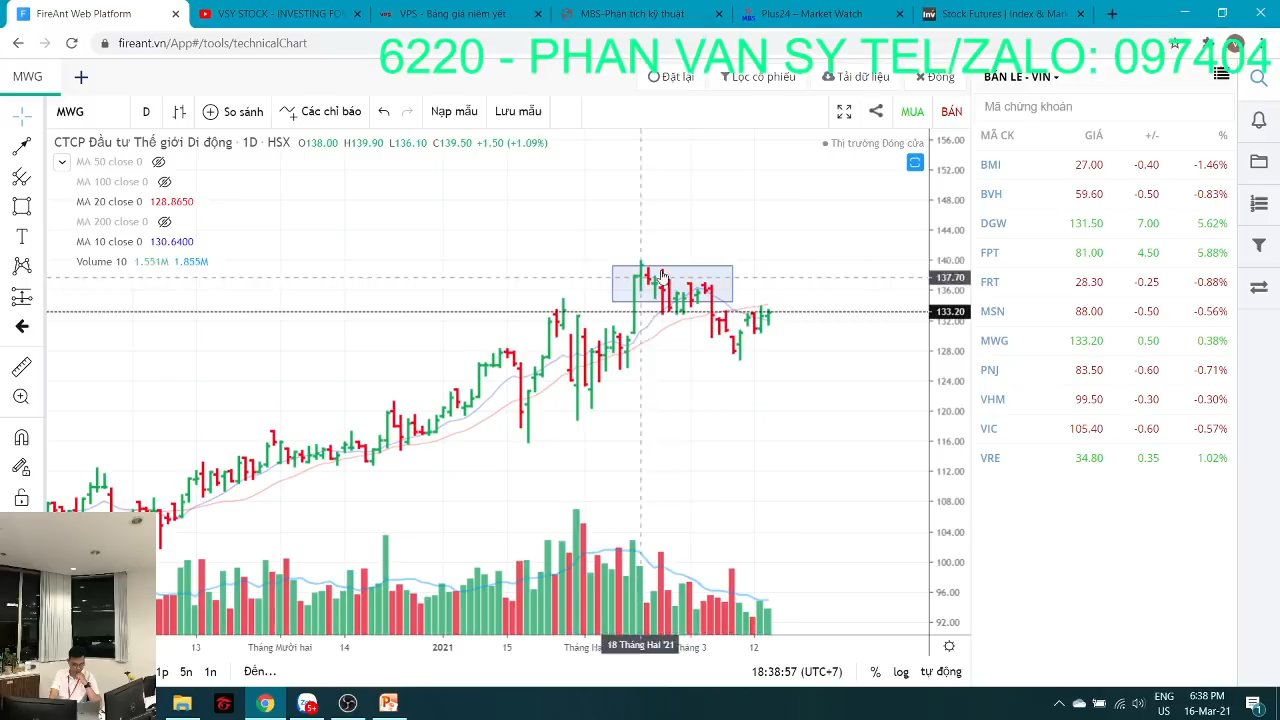 FireAnt Web - App
VSY STOCK - INVESTING FO
VPS - Bảng giá niêm yết
MBS-Phân tích kỹ thuật
Plus24 – Market Watch
Stock Futures | Index & Mark
fireant.vn/App#/tools/technicalChart
6220 - PHAN VAN SY TEL/ZALO: 097404
MWG
Đặt lại
Lọc cổ phiếu
Tải dữ liệu
Đóng
BÁN LẺ - VIN
MWG
D
So sánh
Các chỉ báo
Nạp mẫu
Lưu mẫu
MUA
BÁN
Mã chứng khoán
CTCP Đầu tư Thế giới Di động · 1D · HSX O138.00 H139.90 L136.10 C139.50 +1.50 (+1.09%)
Thị trường Đóng cửa
MA 50 close 0
MA 100 close 0
MA 20 close 0 128.8650
MA 200 close 0
MA 10 close 0 130.6400
Volume 10 1.551M 1.855M
156.00
152.00
148.00
144.00
140.00
137.70
136.00
133.20
132.00
128.00
124.00
120.00
116.00
112.00
108.00
104.00
100.00
96.00
92.00
MÃ CK GIÁ +/- %
BMI 27.00 -0.40 -1.46%
BVH 59.60 -0.50 -0.83%
DGW 131.50 7.00 5.62%
FPT 81.00 4.50 5.88%
FRT 28.30 -0.25 -0.88%
MSN 88.00 -0.50 -0.56%
MWG 133.20 0.50 0.38%
PNJ 83.50 -0.60 -0.71%
VHM 99.50 -0.30 -0.30%
VIC 105.40 -0.60 -0.57%
VRE 34.80 0.35 1.02%
13
Tháng Mười hai
14
2021
15
Tháng Ha
18 Tháng Hai '21
háng 3
12
1p 5n 1n Đến...
18:38:57 (UTC+7)
% log tự động
5+
ENG
US
6:38 PM
16-Mar-21
1